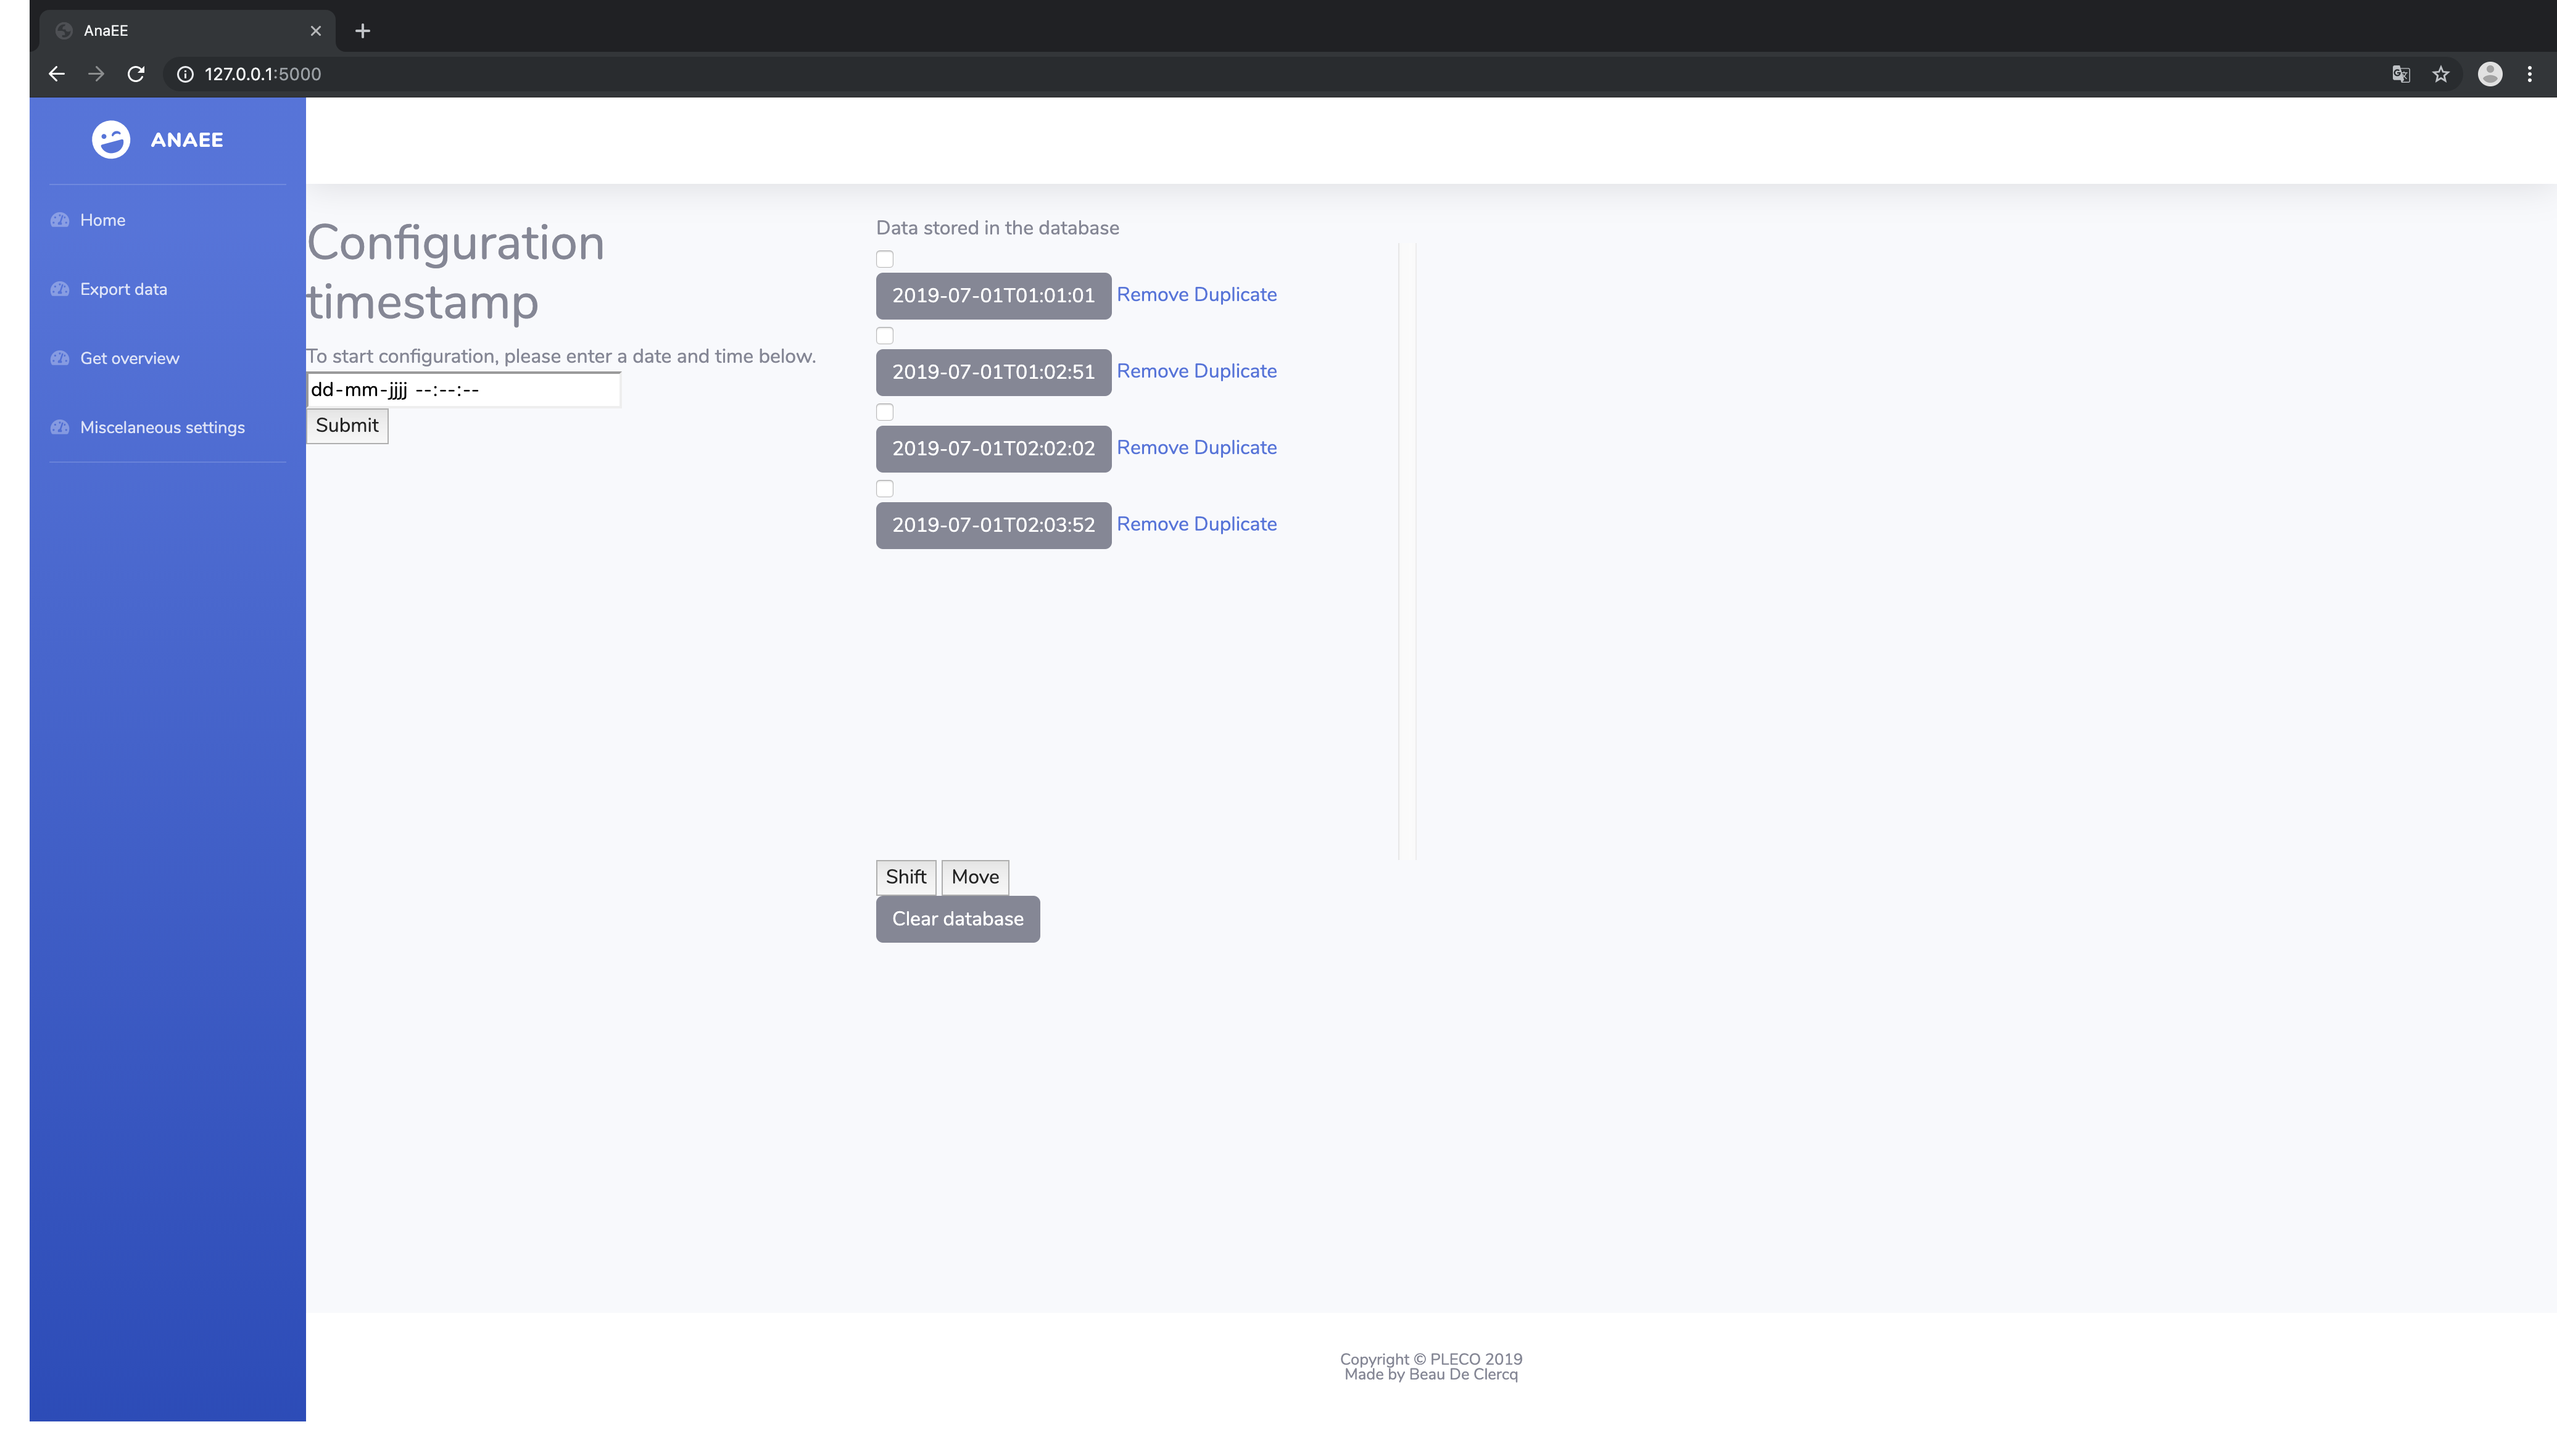 AnaEE
127.0.0.1:5000
ANAEE
Home
Export data
Get overview
Miscelaneous settings
Configuration
timestamp
To start configuration, please enter a date and time below.
dd-mm-jjjj --:--:--
Submit
Data stored in the database
2019-07-01T01:01:01 Remove Duplicate
2019-07-01T01:02:51 Remove Duplicate
2019-07-01T02:02:02 Remove Duplicate
2019-07-01T02:03:52 Remove Duplicate
Shift Move
Clear database
Copyright © PLECO 2019
Made by Beau De Clercq